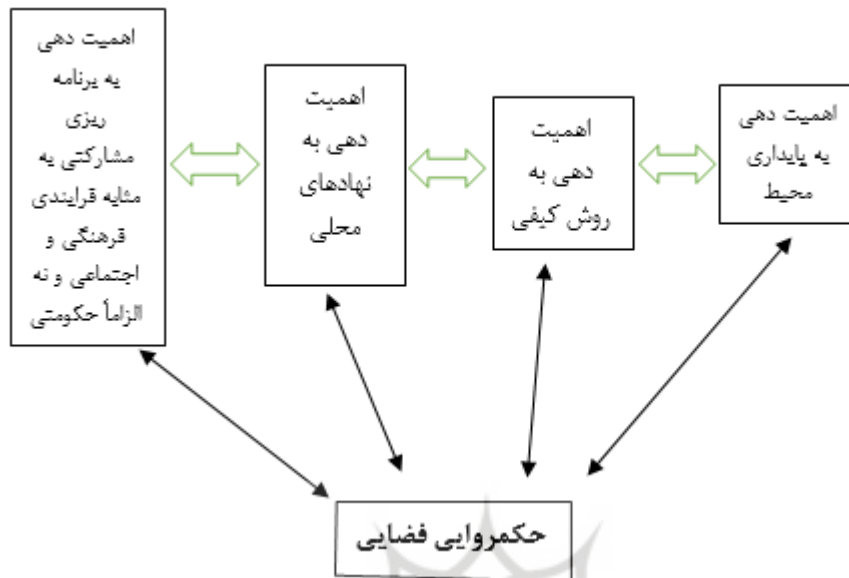 اهمیت دهی
به پایداری
محیط
اهمیت
دهی به
روش کیفی
اهمیت
دهی به
نهادهای
محلی
اهمیت دهی
به برنامه
ریزی
مشارکتی به
مثابه فرایندی
فرهنگی و
اجتماعی و نه
الزاماً حکومتی
حکمروایی فضایی